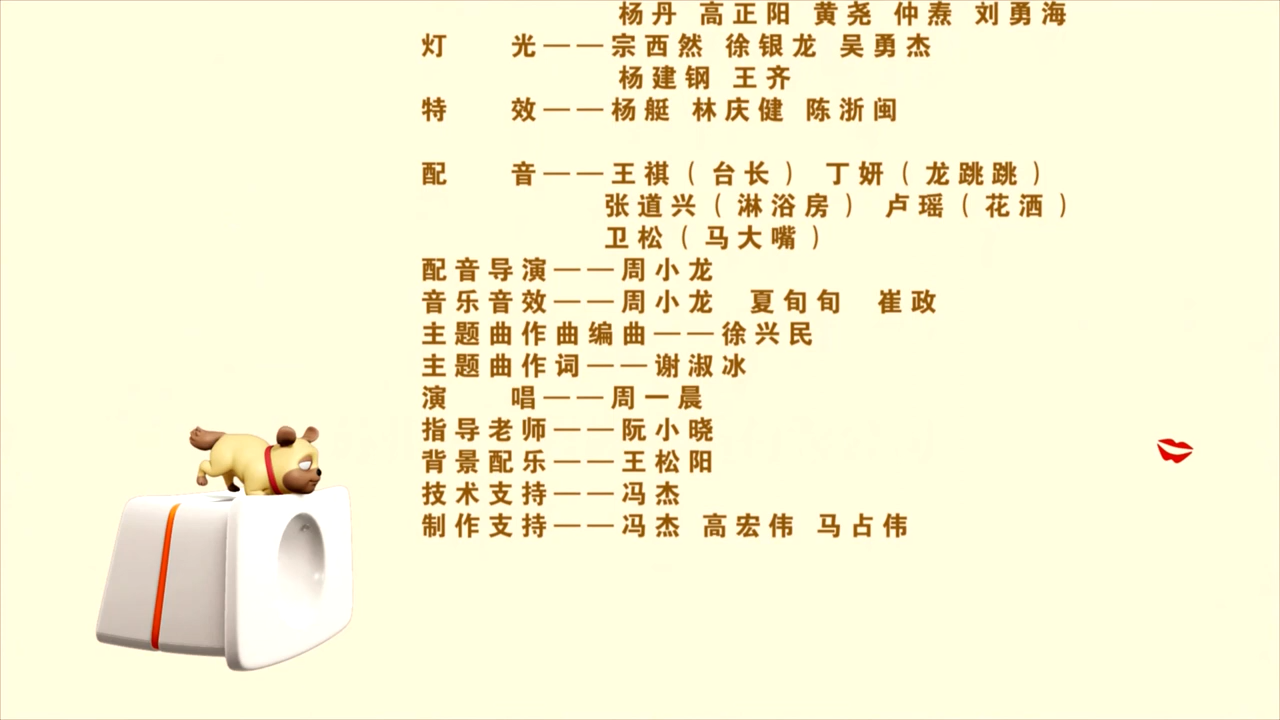 杨丹 高正阳 黄尧 仲焘 刘勇海
灯 光——宗西然 徐银龙 吴勇杰
杨建钢 王齐
特 效——杨艇 林庆健 陈浙闽
配 音——王祺（台长） 丁妍（龙跳跳）
张道兴（淋浴房） 卢瑶（花洒）
卫松（马大嘴）
配音导演——周小龙
音乐音效——周小龙 夏旬旬 崔政
主题曲作曲编曲——徐兴民
主题曲作词——谢淑冰
演 唱——周一晨
指导老师——阮小晓
背景配乐——王松阳
技术支持——冯杰
制作支持——冯杰 高宏伟 马占伟